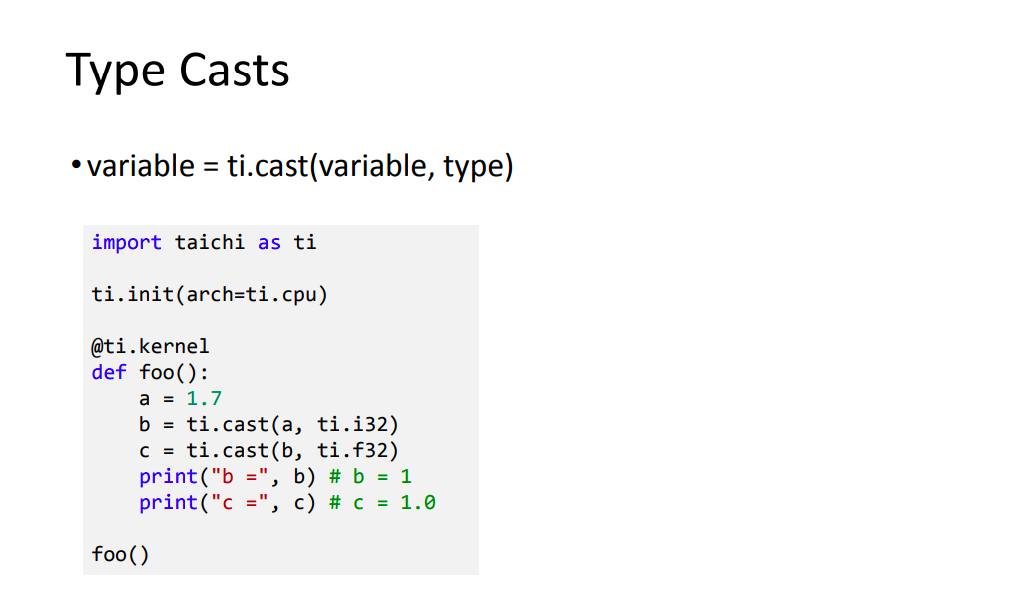 Type Casts
•variable = ti.cast(variable, type)
import taichi as ti
ti.init(arch=ti.cpu)
@ti.kernel
def foo():
    a = 1.7
    b = ti.cast(a, ti.i32)
    c = ti.cast(b, ti.f32)
    print("b =", b) # b = 1
    print("c =", c) # c = 1.0
foo()